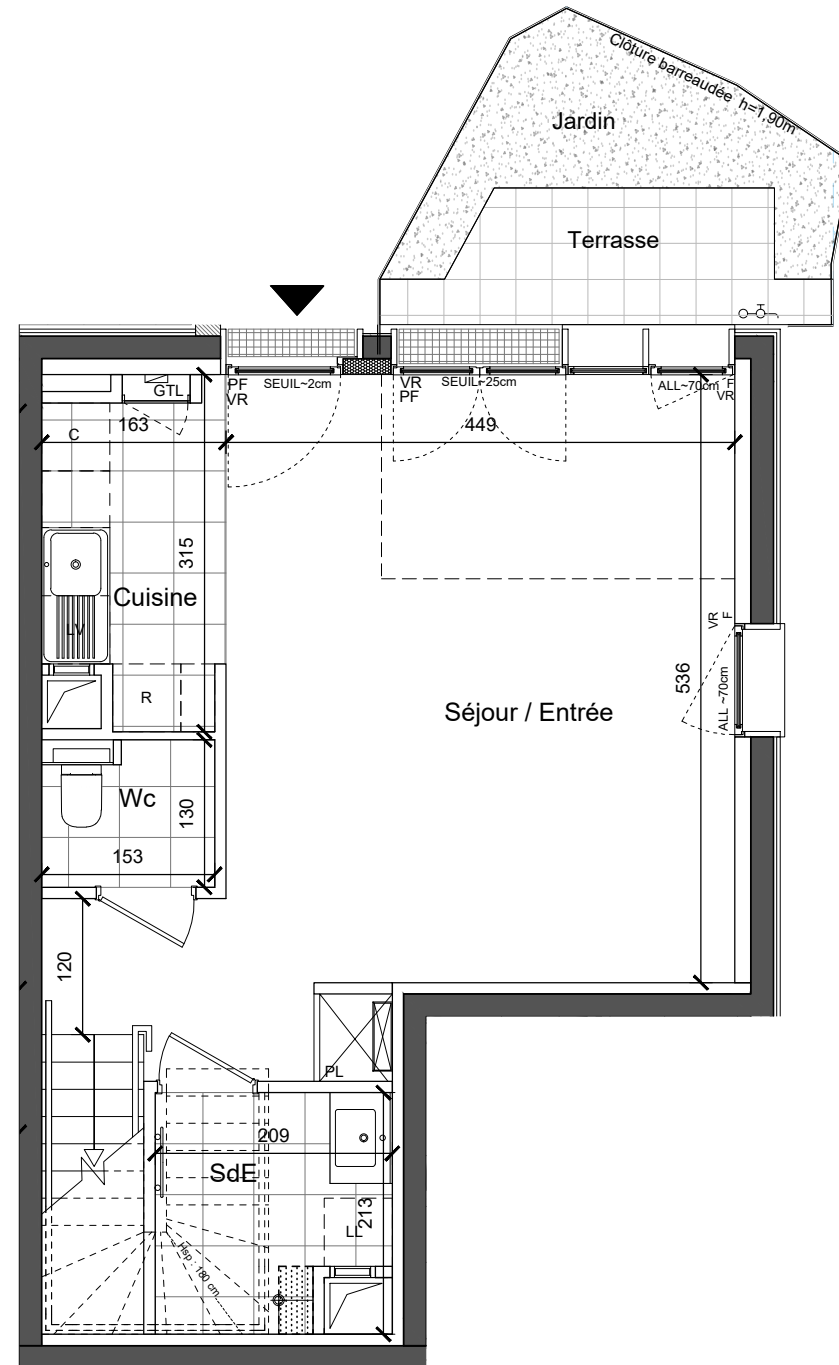 Clôture barreaudée h=1,90m
Jardin
Terrasse
GTL
PF
VR
SEUIL~2cm
VR
PF
SEUIL~25cm
ALL~70cm
F
VR
C
163
449
315
Cuisine
LV
R
VR
F
ALL ~70cm
536
Séjour / Entrée
Wc
130
153
120
PL
209
SdE
213
LL
Hsp : 180 cm